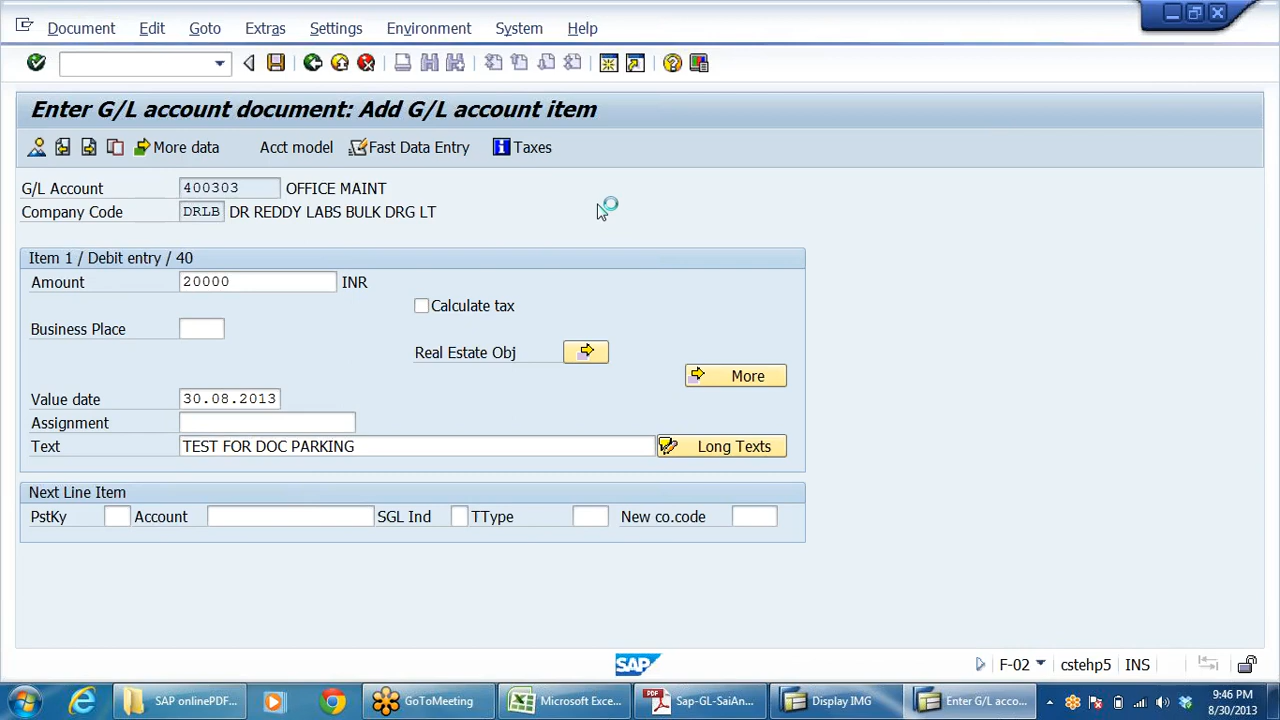 Document Edit Goto Extras Settings Environment System Help
Enter G/L account document: Add G/L account item
More data Acct model Fast Data Entry Taxes
G/L Account 400303 OFFICE MAINT
Company Code DRLB DR REDDY LABS BULK DRG LT
Item 1 / Debit entry / 40
Amount 20000 INR
Calculate tax
Business Place
Real Estate Obj
More
Value date 30.08.2013
Assignment
Text TEST FOR DOC PARKING Long Texts
Next Line Item
PstKy Account SGL Ind TType New co.code
SAP F-02 cstehp5 INS
SAP onlinePDF... GoToMeeting Microsoft Exce... PDF Sap-GL-SaiAn... Display IMG Enter G/L acco... 9:46 PM
8/30/2013